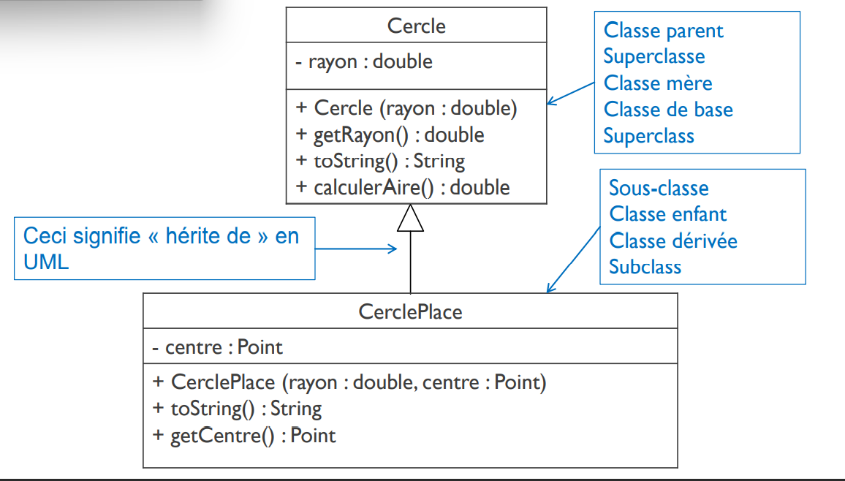 Cercle
- rayon : double
+ Cercle (rayon : double)
+ getRayon() : double
+ toString() : String
+ calculerAire() : double
Classe parent
Superclasse
Classe mère
Classe de base
Superclass
Sous-classe
Classe enfant
Classe dérivée
Subclass
Ceci signifie « hérite de » en
UML
CerclePlace
- centre : Point
+ CerclePlace (rayon : double, centre : Point)
+ toString() : String
+ getCentre() : Point